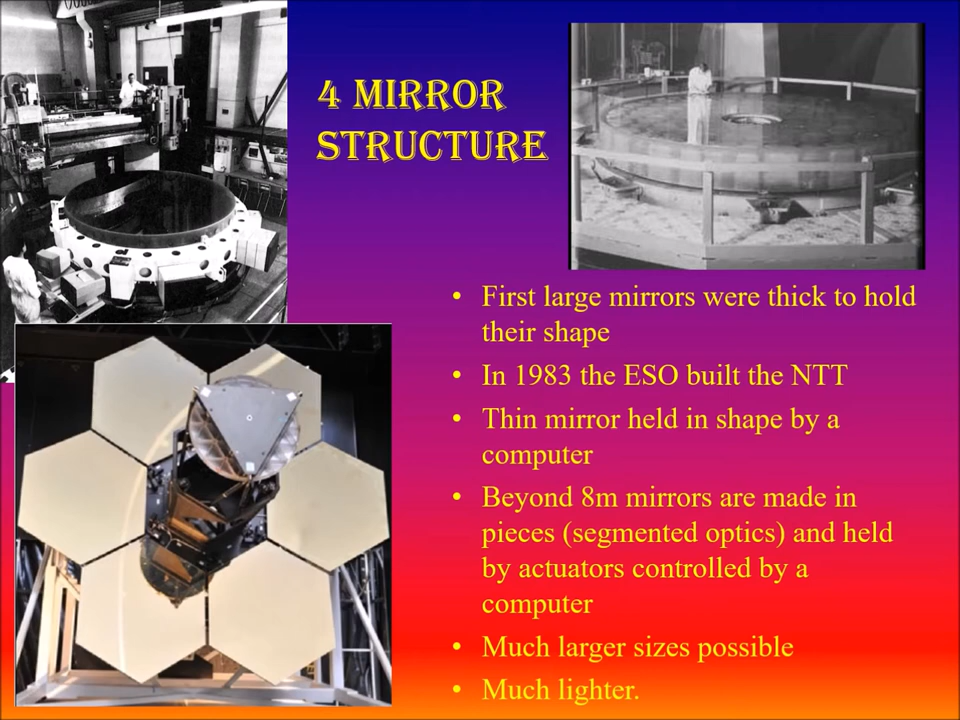 4 MIRROR
STRUCTURE
• First large mirrors were thick to hold
their shape
• In 1983 the ESO built the NTT
• Thin mirror held in shape by a
computer
• Beyond 8m mirrors are made in
pieces (segmented optics) and held
by actuators controlled by a
computer
• Much larger sizes possible
• Much lighter.